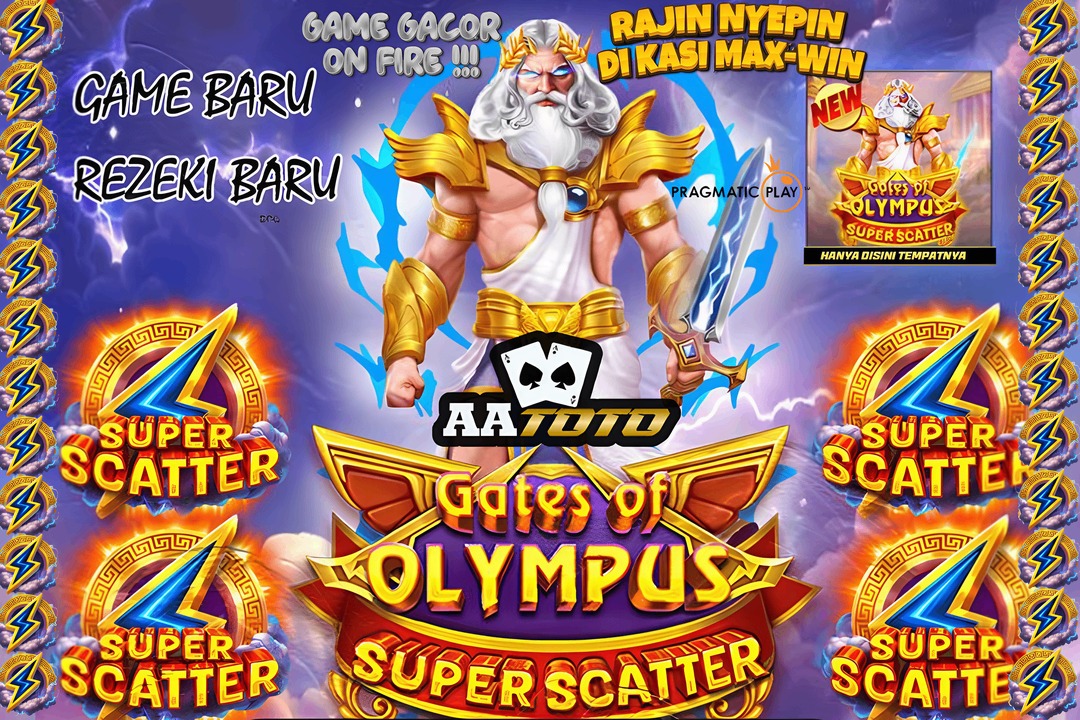 GAME GACOR
ON FIRE !!!
RAJIN NYEPIN
DI KASI MAX-WIN
GAME BARU
REZEKI BARU
PRAGMATIC PLAY™
NEW
Gates of
OLYMPUS
SUPER SCATTER
HANYA DISINI TEMPATNYA
AATOTO
Gates of
OLYMPUS
SUPER SCATTER
SUPER
SCATTER
SUPER
SCATTER
SUPER
SCATTER
SUPER
SCATTE